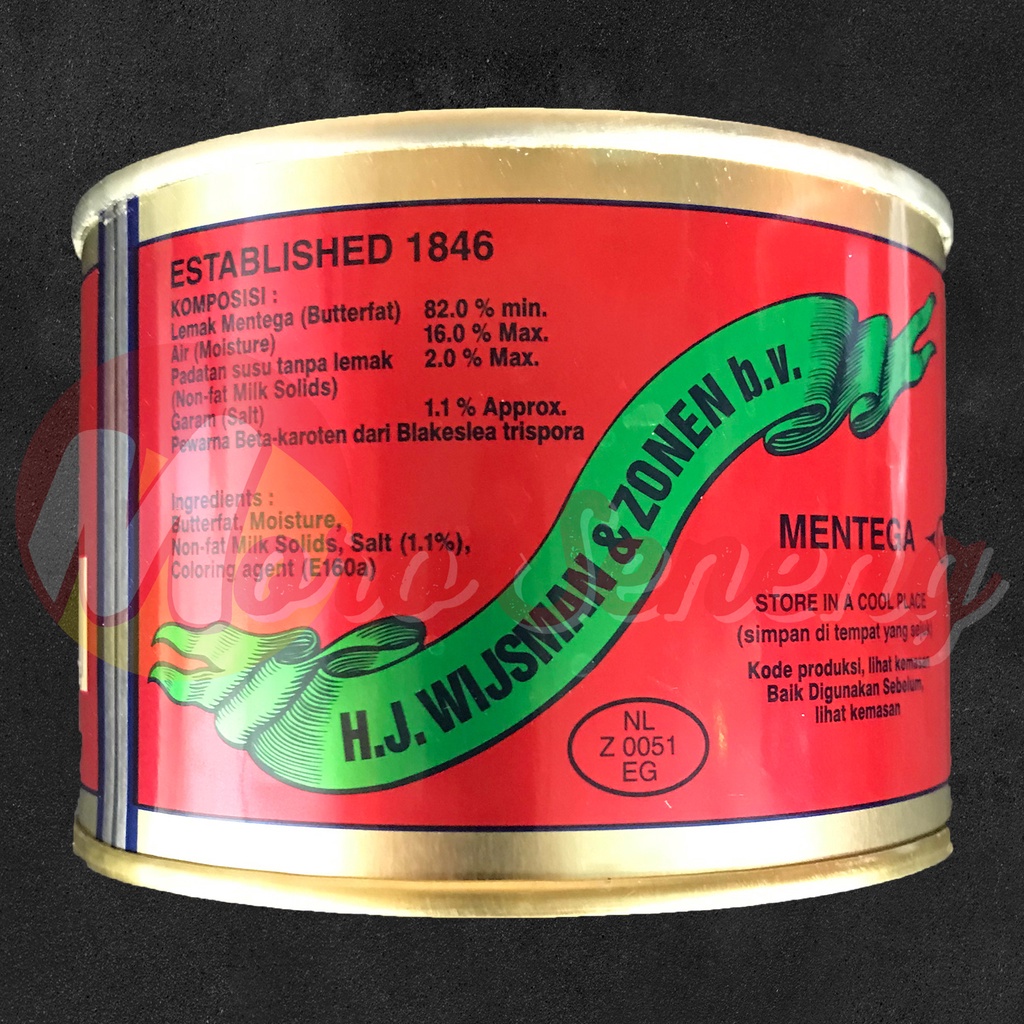 ESTABLISHED 1846
KOMPOSISI :
Lemak Mentega (Butterfat) 82.0 % min.
Air (Moisture) 16.0 % Max.
Padatan susu tanpa lemak 2.0 % Max.
(Non-fat Milk Solids)
Garam (Salt) 1.1 % Approx.
Pewarna Beta-karoten dari Blakeslea trispora
Ingredients :
Butterfat, Moisture,
Non-fat Milk Solids, Salt (1.1%),
Coloring agent (E160a)
H.J. WIJSMAN & ZONEN b.v.
MENTEGA
STORE IN A COOL PLACE
(simpan di tempat yang sejuk)
Kode produksi, lihat kemasan
Baik Digunakan Sebelum,
lihat kemasan
NL
Z 0051
EG
Moro Seneng